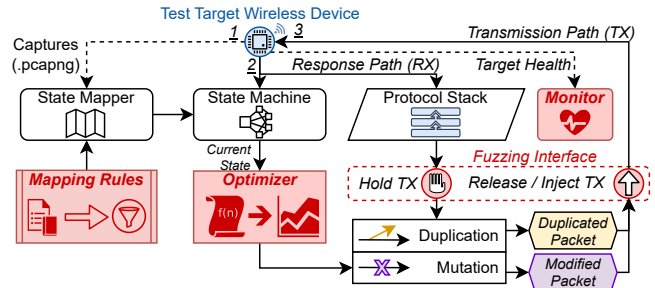 Test Target Wireless Device
1
3
Transmission Path (TX)
Captures
(.pcapng)
2
Response Path (RX)
Target Health
State Mapper
State Machine
Protocol Stack
Monitor
Current
State
Fuzzing Interface
Mapping Rules
Optimizer
Hold TX
Release / Inject TX
f(n)
Duplication
Duplicated
Packet
Mutation
Modified
Packet